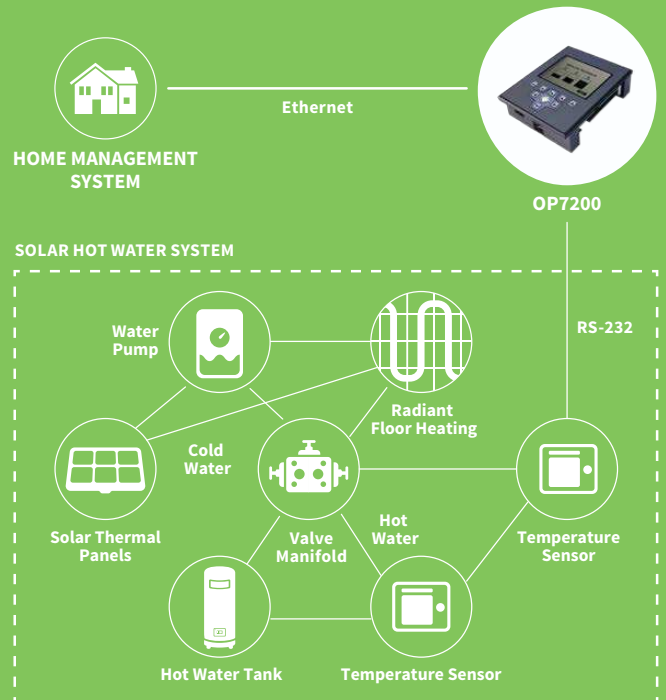 Ethernet
HOME MANAGEMENT
SYSTEM
OP7200
SOLAR HOT WATER SYSTEM
RS-232
Water
Pump
Radiant
Floor Heating
Cold
Water
Solar Thermal
Panels
Valve
Manifold
Hot
Water
Temperature
Sensor
Hot Water Tank
Temperature Sensor